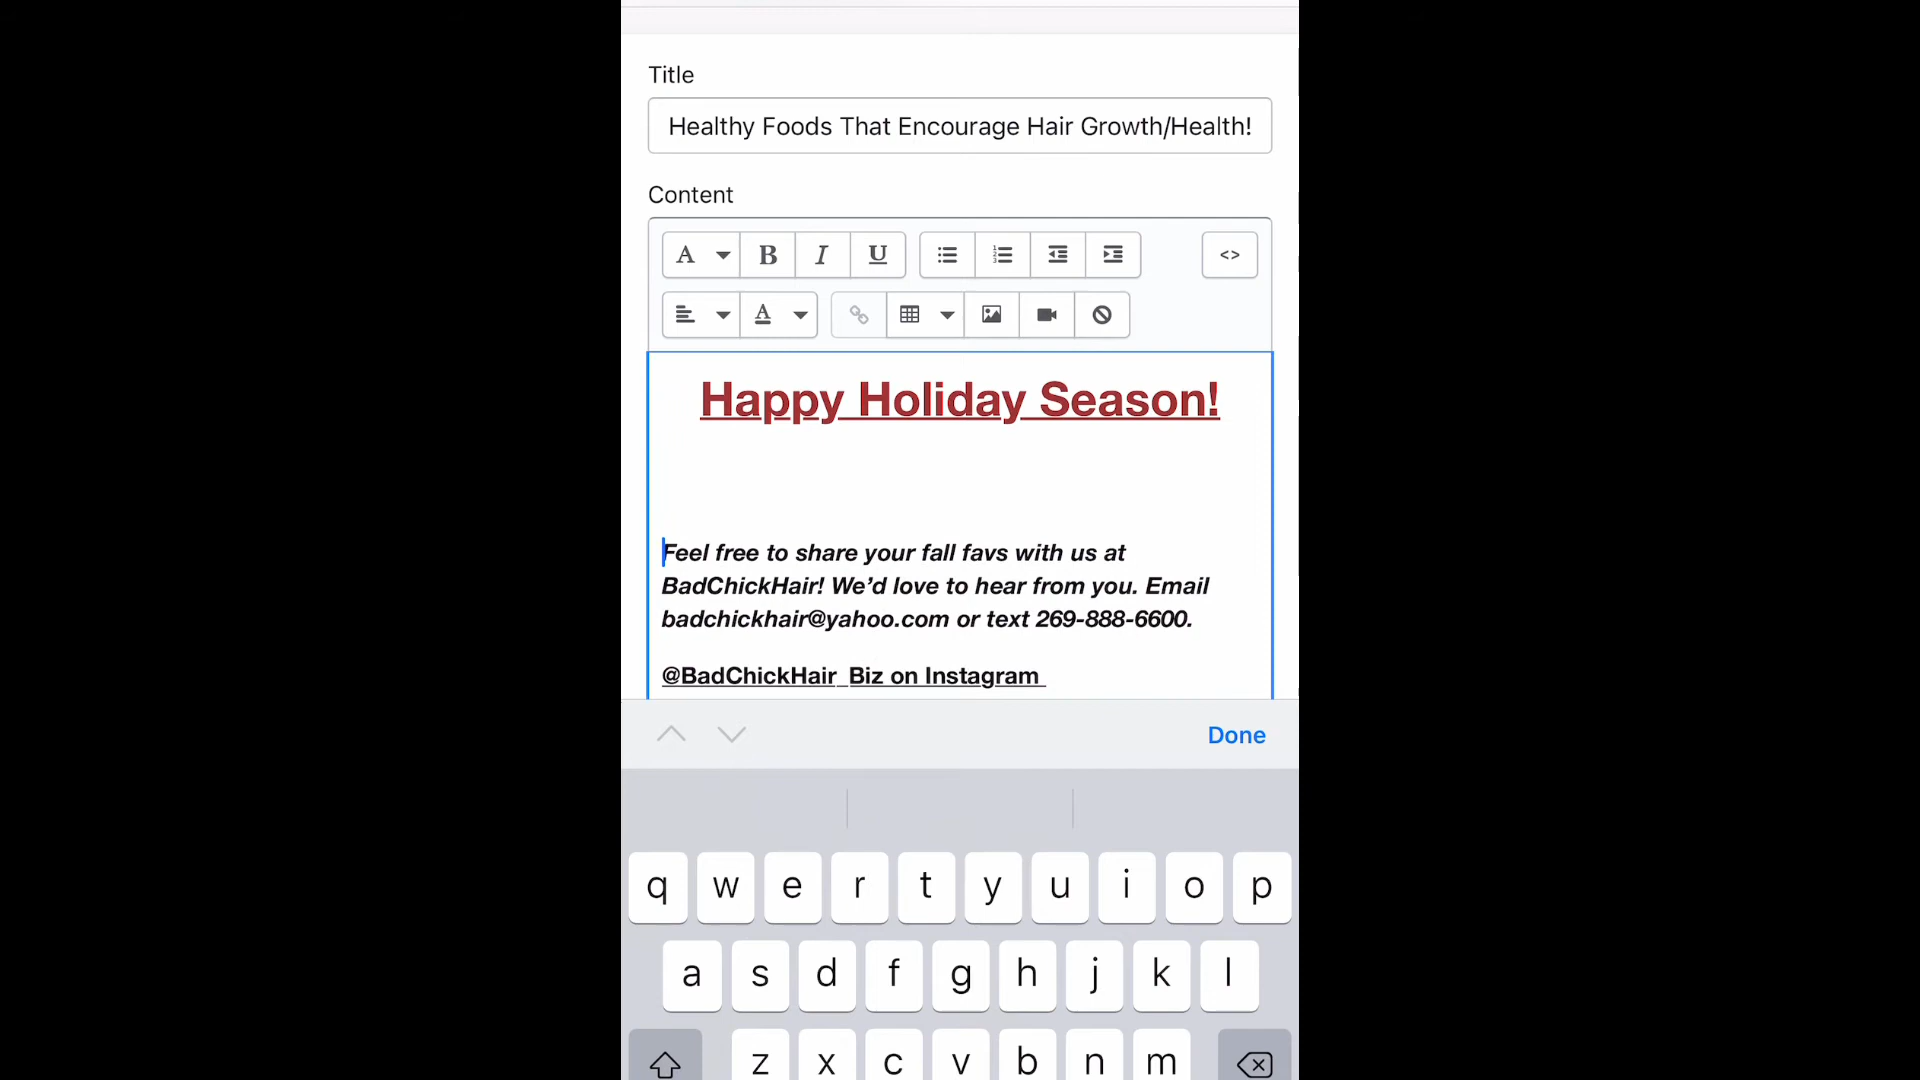 Title
Healthy Foods That Encourage Hair Growth/Health!
Content
A B I U <>
A
Happy Holiday Season!
Feel free to share your fall favs with us at
BadChickHair! We’d love to hear from you. Email
badchickhair@yahoo.com or text 269-888-6600.
@BadChickHair_Biz on Instagram
Done
q w e r t y u i o p
a s d f g h j k l
z x c v b n m